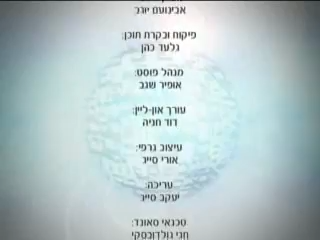 אבינועם יוגב
פיקוח ובקרת תוכן:
גלעד כהן
מנהל פוסט:
אופיר שגב
עורך און-ליין:
דוד חניה
עיצוב גרפי:
אורי סייג
עריכה:
יעקב סייג
טכנאי סאונד:
חגי גולדוכסקי